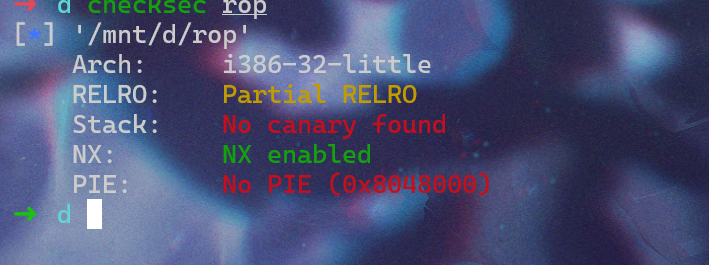 → d checksec rop
[*] '/mnt/d/rop'
Arch: i386-32-little
RELRO: Partial RELRO
Stack: No canary found
NX: NX enabled
PIE: No PIE (0x8048000)
→ d